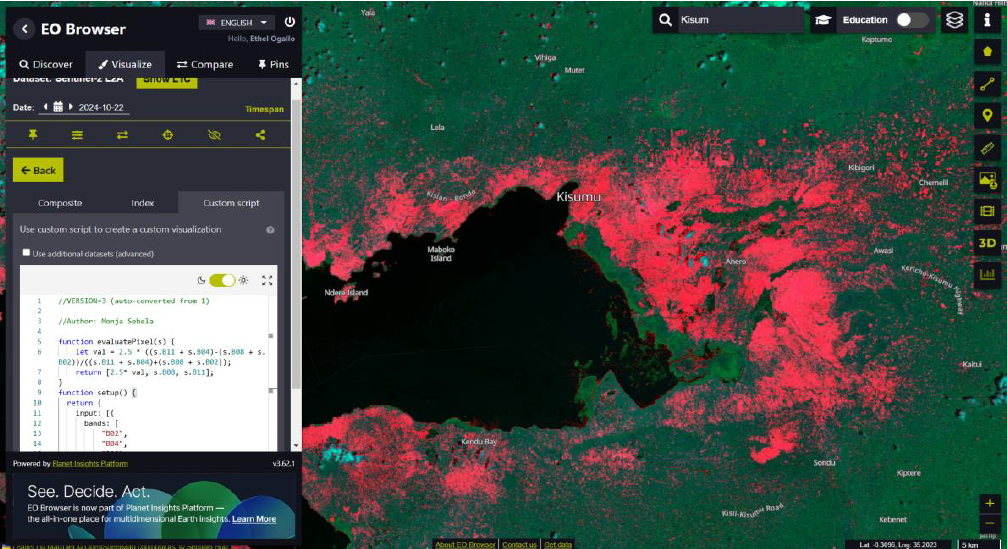 EO Browser
ENGLISH
Hello, Ethel Ogallo
Discover
Visualize
Compare
Pins
Dataset: Sentinel-2 L2A
Show L1C
Date:
2024-10-22
Timespan
Back
Composite
Index
Custom script
Use custom script to create a custom visualization
Use additional datasets (advanced)
1 //VERSION=3 (auto-converted from 1)
2
3 //Author: Monja Sebela
4
5 function evaluatePixel(s) {
6 let val = 2.5 * ((s.B11 + s.B04)-(s.B08 + s.
B02))/((s.B11 + s.B04)+(s.B08 + s.B02));
7 return [2.5* val, s.B08, s.B11];
8 }
9 function setup() {
10 return {
11 input: [{
12 bands: [
13 "B02",
14 "B04",
Powered by Planet Insights Platform
v3.62.1
See. Decide. Act.
EO Browser is now part of Planet Insights Platform —
the all-in-one place for multidimensional Earth insights. Learn More
Kisum
Education
Yala
Nandi Hills
Kaptumo
Vihiga
Mutet
Lela
Kibigori
Chemelil
Kisian - Bondo
Kisumu
Maboko
Island
Ahero
Awasi
Ndere Island
Kericho-Kisumu Highway
3D
Kaitui
Kendu Bay
Sondu
Kiptere
Kisii-Kisumu Road
Kebenet
+
−
About EO Browser
Contact us
Get data
Lat: -0.3096, Lng: 35.2023
5 km